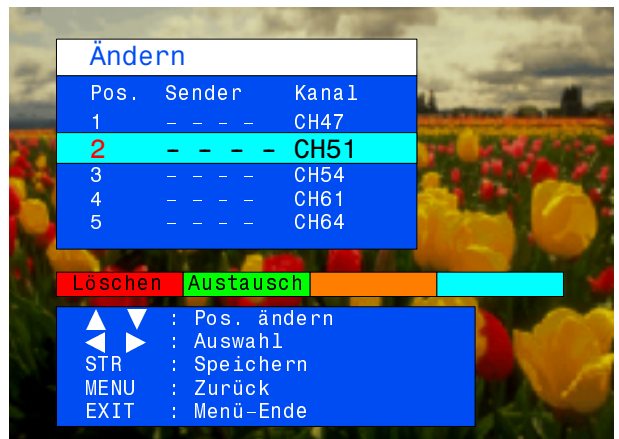 Ändern
Pos. Sender Kanal
1 – – – – CH47
2 – – – – CH51
3 – – – – CH54
4 – – – – CH61
5 – – – – CH64
Löschen Austausch
▲ ▼ : Pos. ändern
◀ ▶ : Auswahl
STR : Speichern
MENU : Zurück
EXIT : Menü–Ende